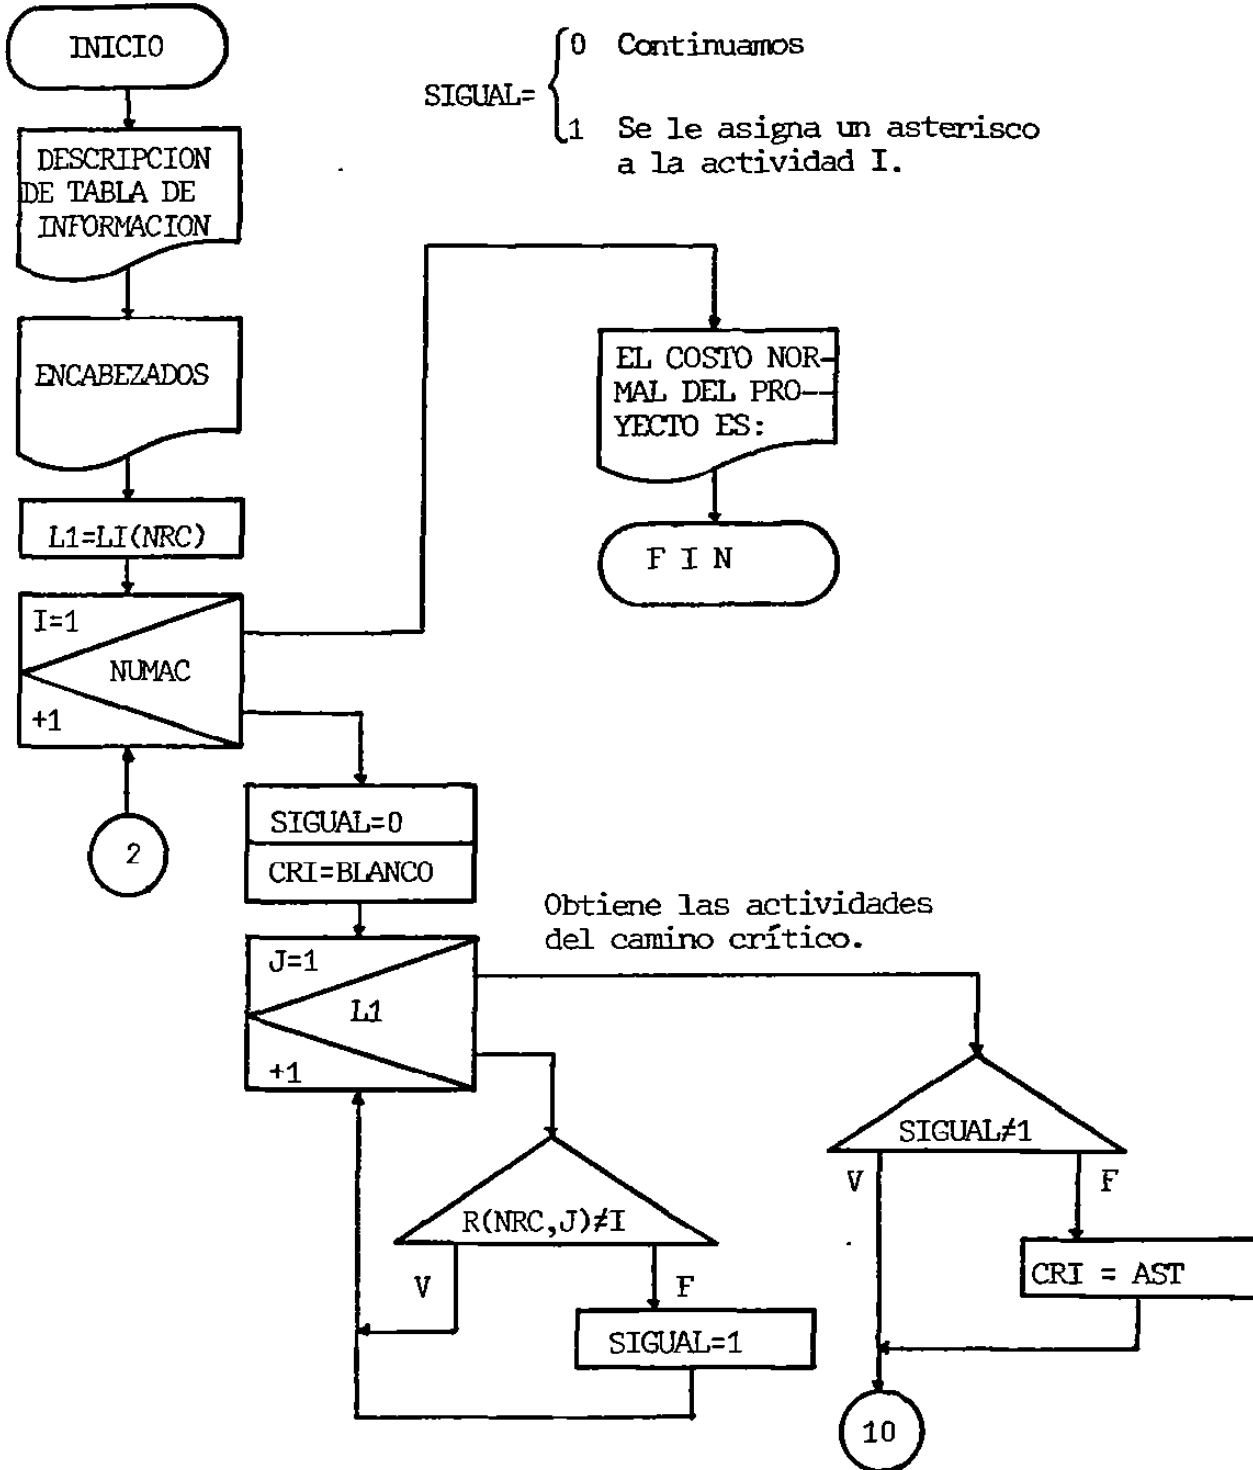 INICIO
SIGUAL=
0 Continuamos
1 Se le asigna un asterisco
a la actividad I.
DESCRIPCION
DE TABLA DE
INFORMACION
ENCABEZADOS
EL COSTO NOR-
MAL DEL PRO--
YECTO ES:
L1=LI(NRC)
F I N
I=1
NUMAC
+1
2
SIGUAL=0
CRI=BLANCO
Obtiene las actividades
del camino crítico.
J=1
L1
+1
SIGUAL≠1
V
F
R(NRC,J)≠I
V
F
CRI = AST
SIGUAL=1
10